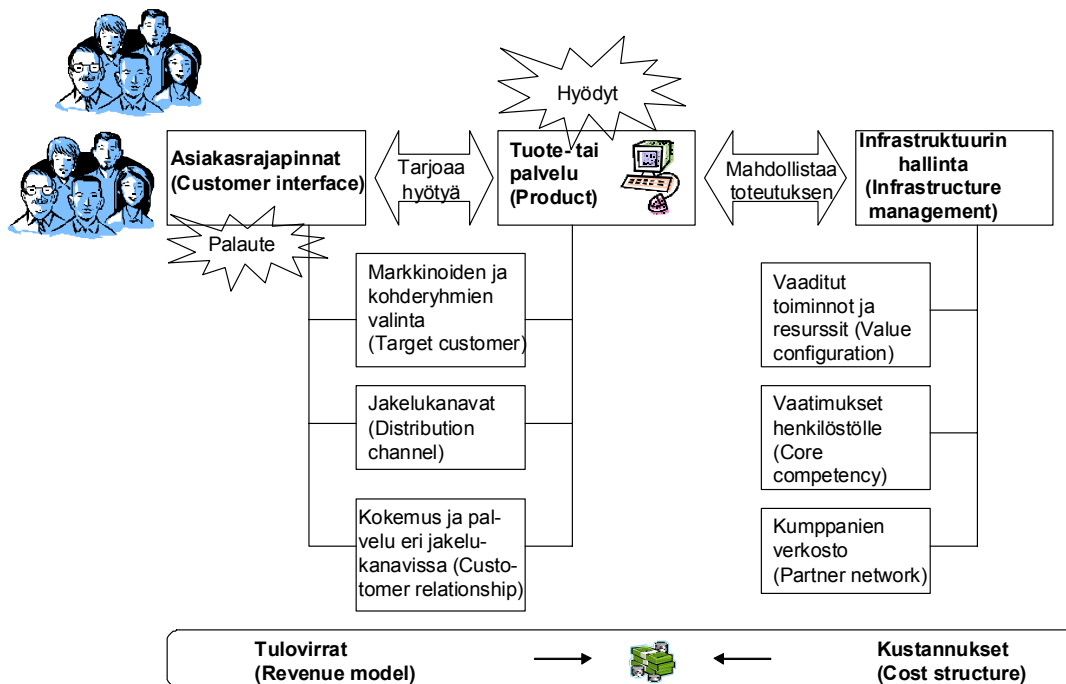 Hyödyt
Asiakasrajapinnat
(Customer interface)
Tarjoaa
hyötyä
Tuote- tai
palvelu
(Product)
Mahdollistaa
toteutuksen
Infrastruktuurin
hallinta
(Infrastructure
management)
Palaute
Markkinoiden ja
kohderyhmien
valinta
(Target customer)
Jakelukanavat
(Distribution
channel)
Kokemus ja pal-
velu eri jakelu-
kanavissa (Custo-
tomer relationship)
Vaaditut
toiminnot ja
resurssit (Value
configuration)
Vaatimukset
henkilöstölle
(Core
competency)
Kumppanien
verkosto
(Partner network)
Tulovirrat
(Revenue model)
Kustannukset
(Cost structure)